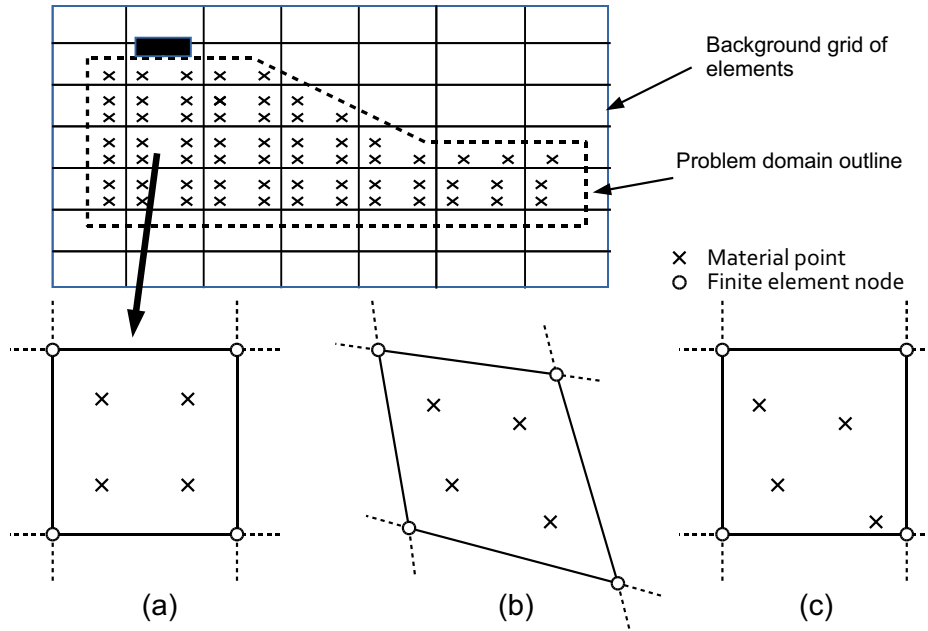 Background grid of
elements
Problem domain outline
Material point
Finite element node
(a)
(b)
(c)